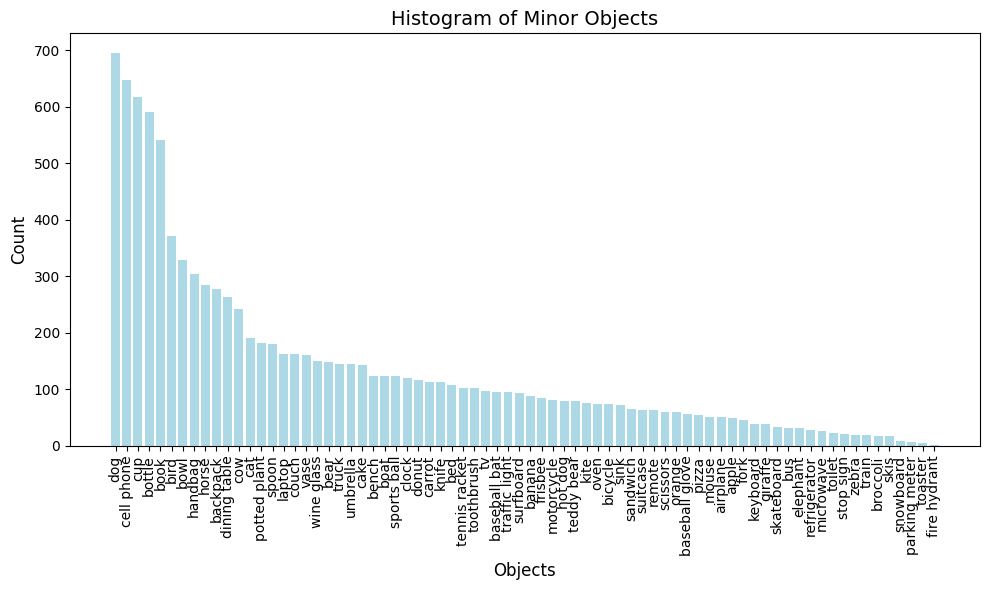 Histogram of Minor Objects
700
600
500
400
300
200
100
0
Count
dog
cell phone
cup
bottle
book
bird
bowl
handbag
horse
backpack
dining table
cow
cat
potted plant
spoon
laptop
couch
vase
wine glass
bear
truck
umbrella
cake
bench
boat
sports ball
clock
donut
carrot
knife
bed
tennis racket
toothbrush
tv
baseball bat
traffic light
surfboard
banana
frisbee
motorcycle
hot dog
teddy bear
kite
oven
bicycle
sink
sandwich
suitcase
remote
scissors
orange
baseball glove
pizza
mouse
airplane
apple
fork
keyboard
giraffe
skateboard
bus
elephant
refrigerator
microwave
toilet
stop sign
zebra
train
broccoli
skis
snowboard
parking meter
toaster
fire hydrant
Objects